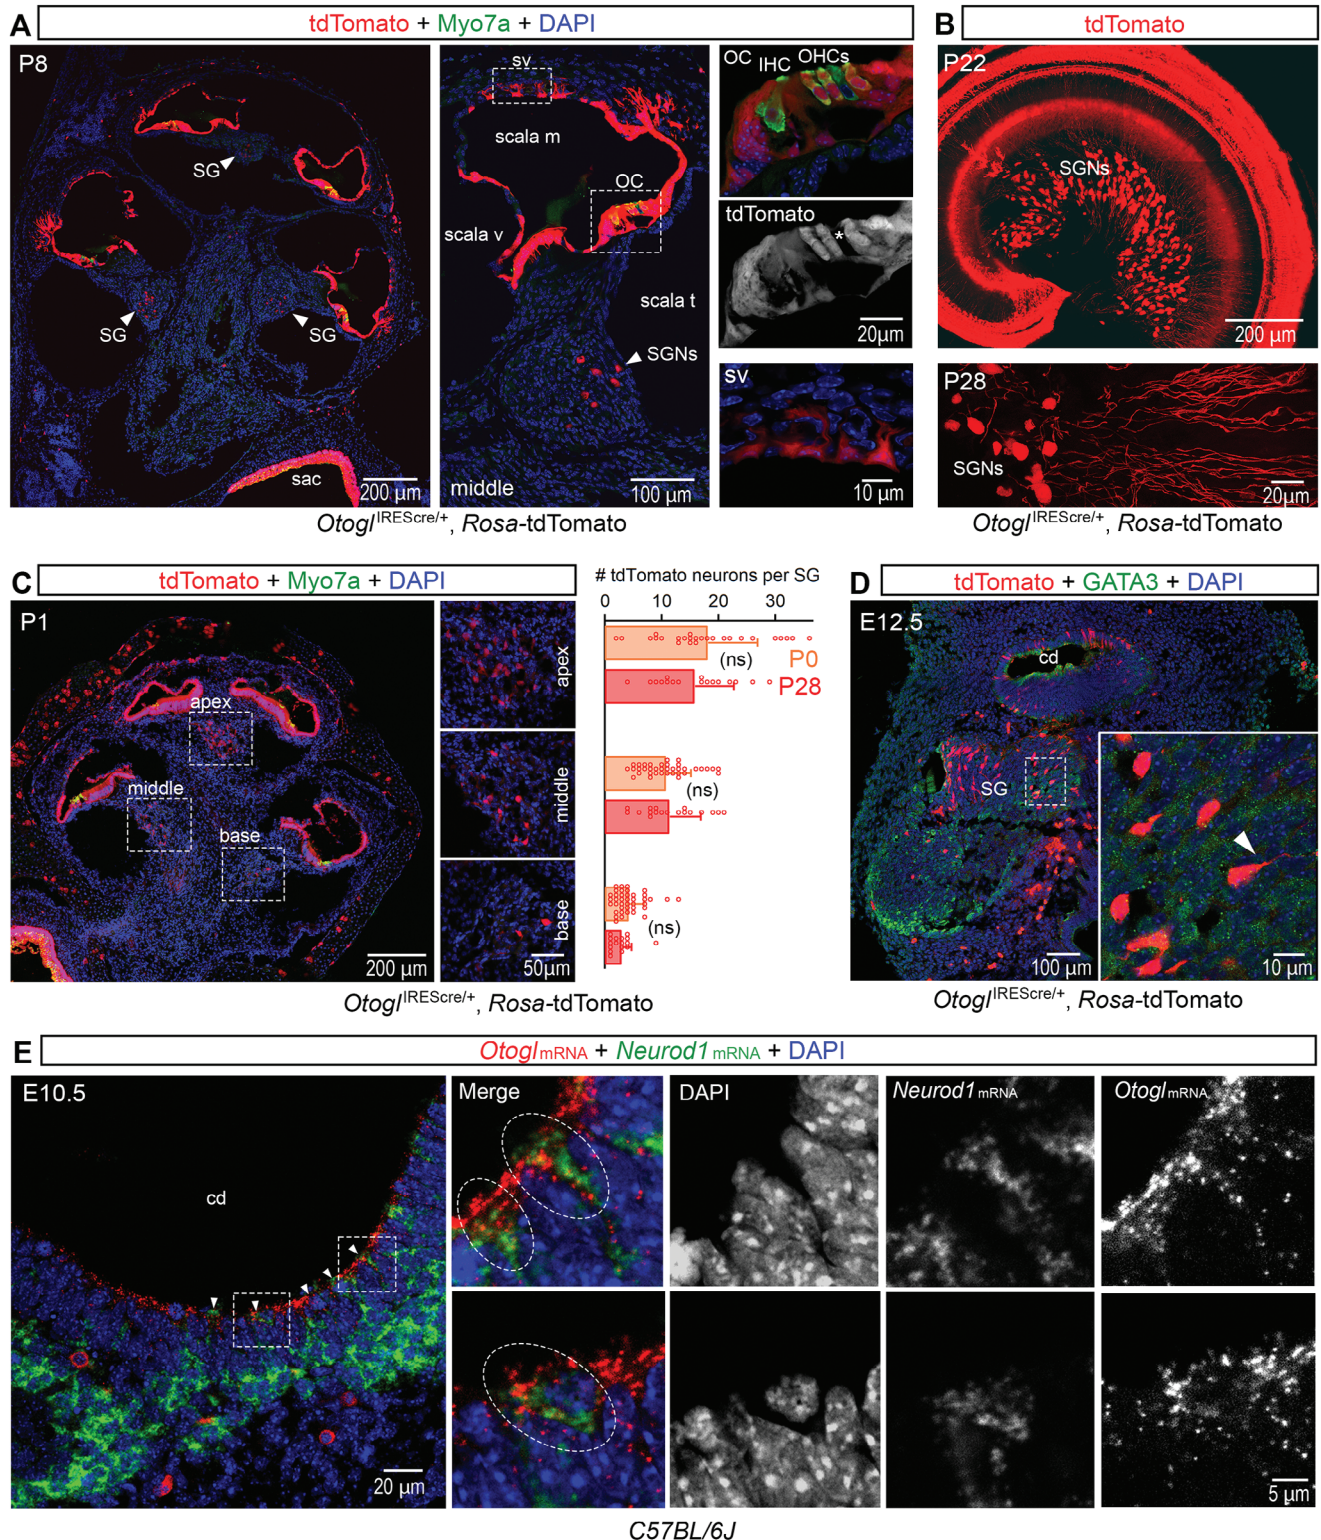 A
tdTomato + Myo7a + DAPI
P8
SG
SG
SG
sac
200 μm
sv
scala m
OC
scala v
scala t
SGNs
middle
100 μm
OC IHC OHCs
tdTomato
*
20μm
sv
10 μm
Otogl IREScre/+, Rosa-tdTomato
B
tdTomato
P22
SGNs
200 μm
P28
SGNs
20μm
Otogl IREScre/+, Rosa-tdTomato
C
tdTomato + Myo7a + DAPI
P1
apex
middle
base
200 μm
apex
middle
base
50μm
# tdTomato neurons per SG
0 10 20 30
(ns)
P0
P28
(ns)
(ns)
Otogl IREScre/+, Rosa-tdTomato
D
tdTomato + GATA3 + DAPI
E12.5
cd
SG
100 μm
10 μm
Otogl IREScre/+, Rosa-tdTomato
E
Otogl mRNA + Neurod1 mRNA + DAPI
E10.5
cd
20 μm
Merge
DAPI
Neurod1 mRNA
Otogl mRNA
5 μm
C57BL/6J